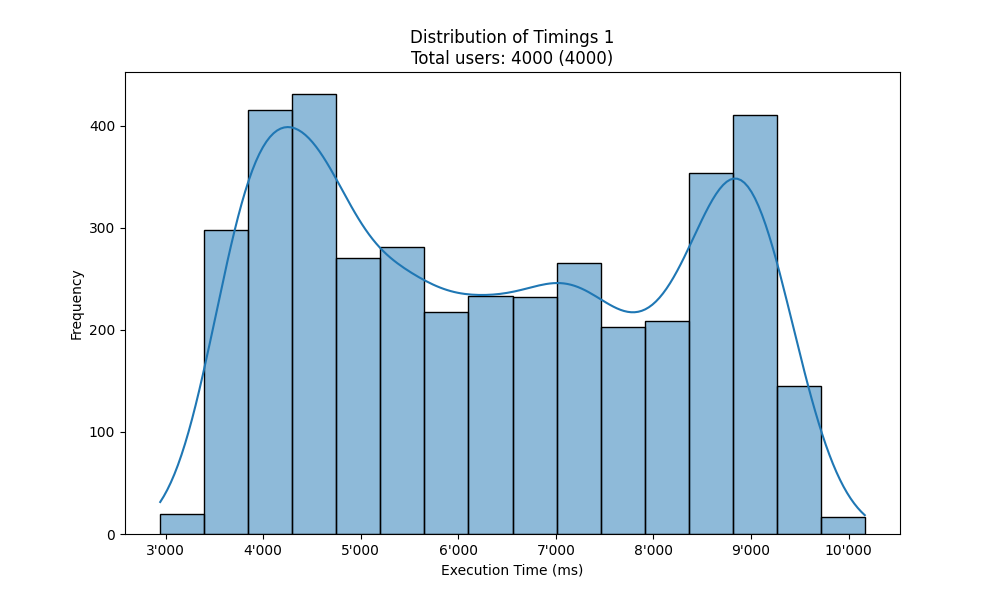 Distribution of Timings 1
Total users: 4000 (4000)
Frequency
400
300
200
100
0
3'000 4'000 5'000 6'000 7'000 8'000 9'000 10'000
Execution Time (ms)